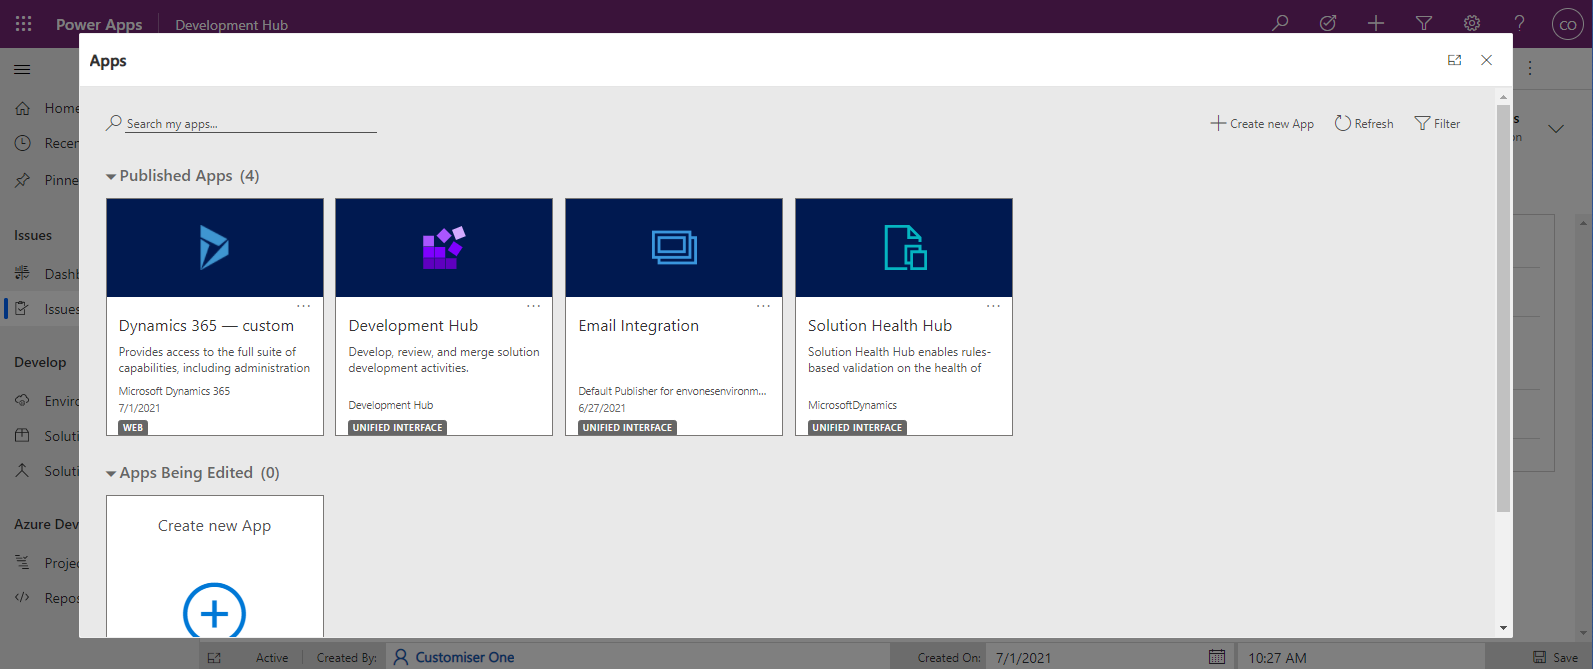 Power Apps
Development Hub
CO
Apps
Search my apps...
Create new App
Refresh
Filter
Published Apps (4)
Dynamics 365 — custom
Provides access to the full suite of
capabilities, including administration
Microsoft Dynamics 365
7/1/2021
WEB
Development Hub
Develop, review, and merge solution
development activities.
Development Hub
UNIFIED INTERFACE
Email Integration
Default Publisher for envonesenvironm...
6/27/2021
UNIFIED INTERFACE
Solution Health Hub
Solution Health Hub enables rules-
based validation on the health of
MicrosoftDynamics
UNIFIED INTERFACE
Apps Being Edited (0)
Create new App
Home
Recen
Pinne
Issues
Dashb
Issues
Develop
Enviro
Soluti
Soluti
Azure Dev
Projec
Repos
s
on
Active
Created By:
Customiser One
Created On:
7/1/2021
10:27 AM
Save